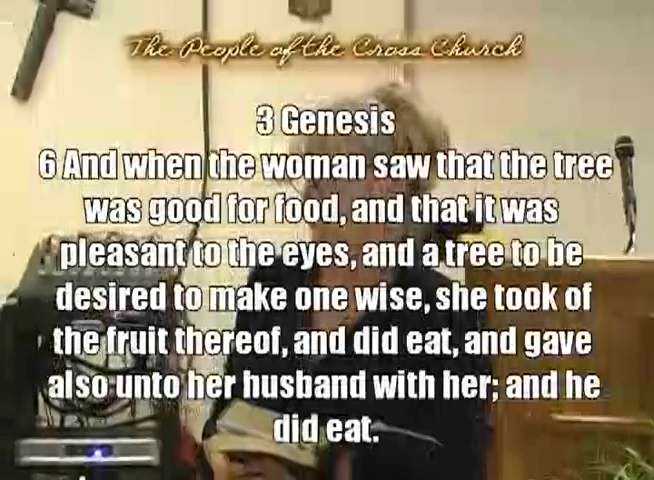 The People of the Cross Church
3 Genesis
6 And when the woman saw that the tree
was good for food, and that it was
pleasant to the eyes, and a tree to be
desired to make one wise, she took of
the fruit thereof, and did eat, and gave
also unto her husband with her; and he
did eat.